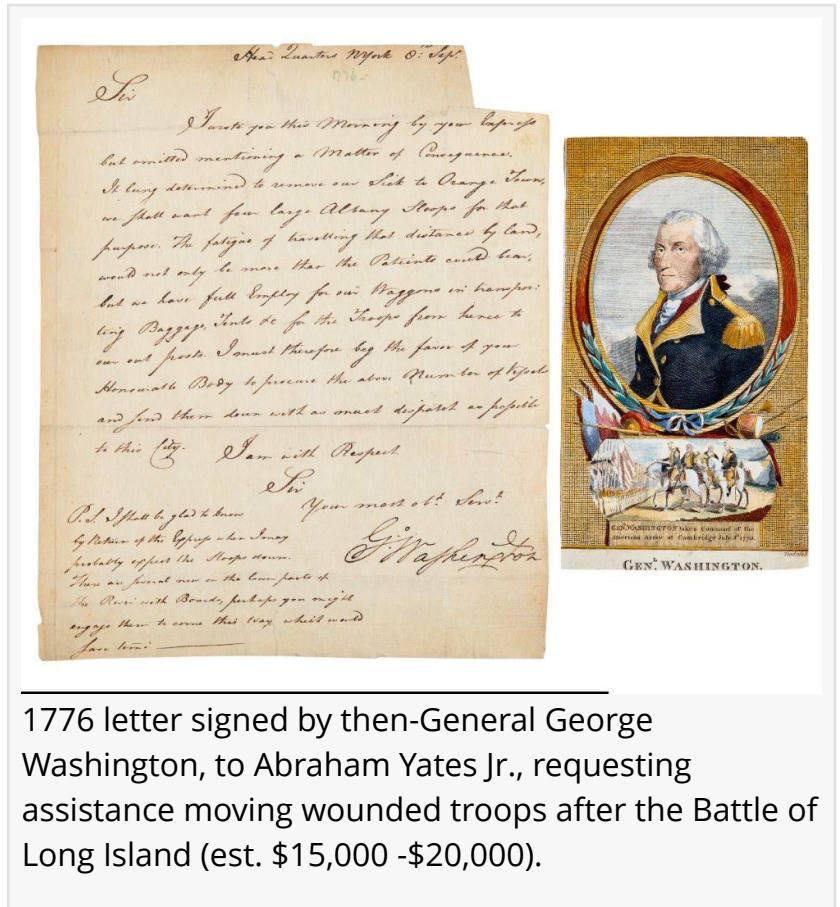 Head Quarters NYork 8th Sepr
1776
Sir
I wrote you this Morning by your Express
but omitted mentioning a Matter of Consequence.
It being determined to remove our Sick to Orange Town,
we shall want four large Albany Sloops for that
purpose. The fatigue of travelling that distance by land,
would not only be more than the Patients could bear,
but we have full Employ for our Waggons in transpor:
ting Baggage, Tents &c for the Troops from hence to
our out posts. I must therefore beg the favor of your
Honourable Body to procure the above Number of Vessels
and send them down with as much despatch as possible
to this City. I am with Respect
Sir
Your most obt. Servt.
Go Washington
P.S. I shall be glad to know
by Return of the Express when I may
probably expect the Sloops down.
There are several now in the lower parts of
the River with Boards, perhaps you might
engage them to come this way which would
save time
GENL. WASHINGTON takes Command of the
American Army at Cambridge July 3d 1775.
GENL. WASHINGTON.
1776 letter signed by then-General George
Washington, to Abraham Yates Jr., requesting
assistance moving wounded troops after the Battle of
Long Island (est. $15,000 -$20,000).